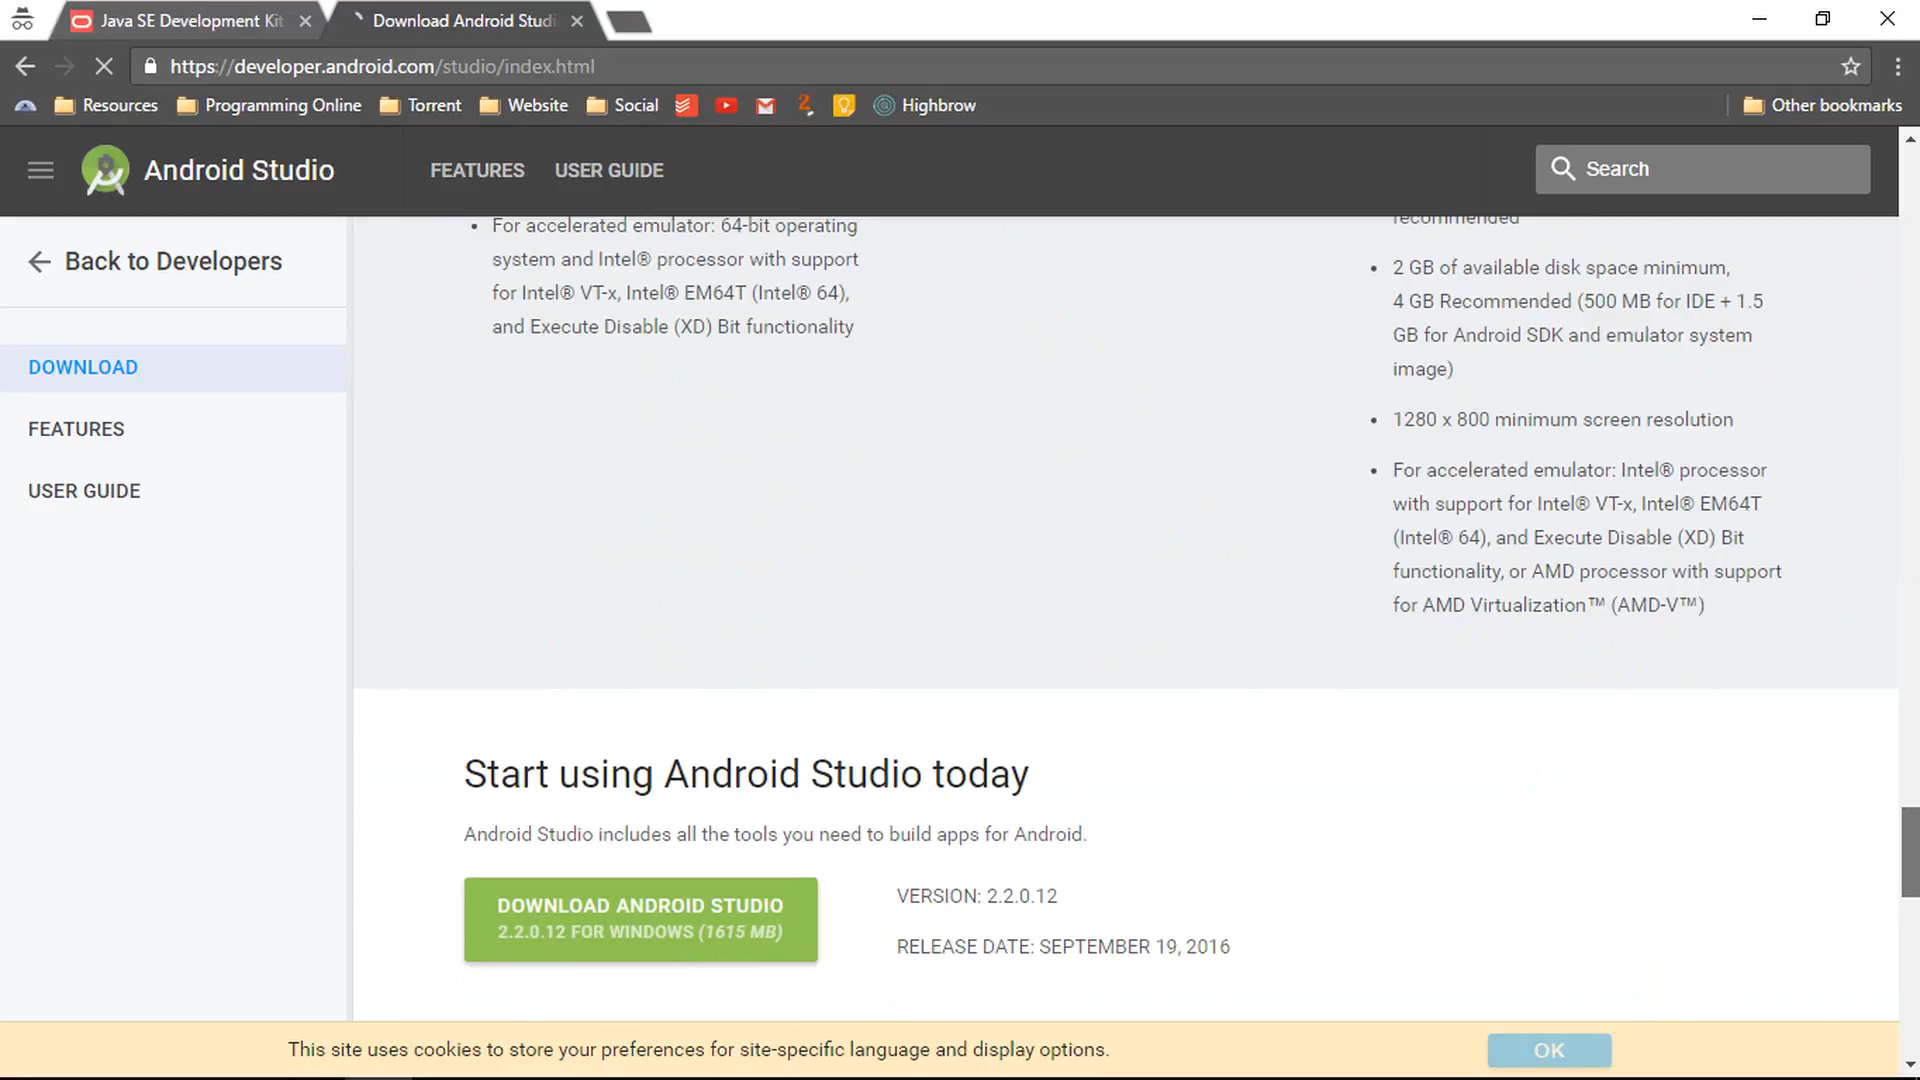 Java SE Development Kit
Download Android Studi
https://developer.android.com/studio/index.html
Resources
Programming Online
Torrent
Website
Social
Highbrow
Other bookmarks
Android Studio
FEATURES
USER GUIDE
Search
Back to Developers
DOWNLOAD
FEATURES
USER GUIDE
• For accelerated emulator: 64-bit operating
system and Intel® processor with support
for Intel® VT-x, Intel® EM64T (Intel® 64),
and Execute Disable (XD) Bit functionality
recommended
• 2 GB of available disk space minimum,
4 GB Recommended (500 MB for IDE + 1.5
GB for Android SDK and emulator system
image)
• 1280 x 800 minimum screen resolution
• For accelerated emulator: Intel® processor
with support for Intel® VT-x, Intel® EM64T
(Intel® 64), and Execute Disable (XD) Bit
functionality, or AMD processor with support
for AMD Virtualization™ (AMD-V™)
Start using Android Studio today
Android Studio includes all the tools you need to build apps for Android.
DOWNLOAD ANDROID STUDIO
2.2.0.12 FOR WINDOWS (1615 MB)
VERSION: 2.2.0.12
RELEASE DATE: SEPTEMBER 19, 2016
This site uses cookies to store your preferences for site-specific language and display options.
OK